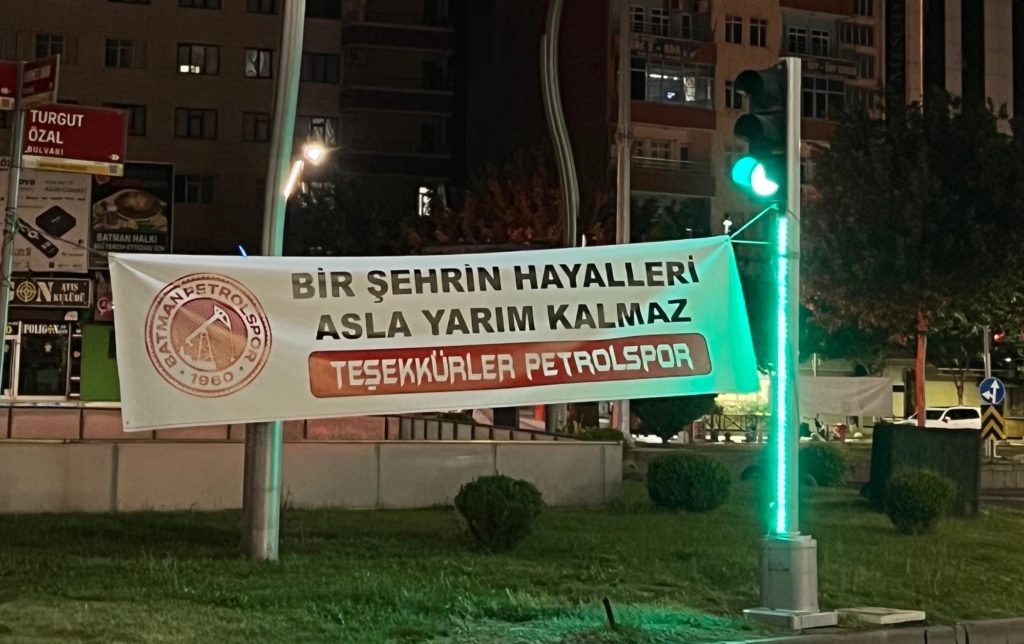 TURGUT
ÖZAL
BULVARI
BATMAN HALKI
ATIŞ
KULÜBÜ
POLİGON
BATMAN PETROLSPOR
1960
BİR ŞEHRİN HAYALLERİ
ASLA YARIM KALMAZ
TEŞEKKÜRLER PETROLSPOR